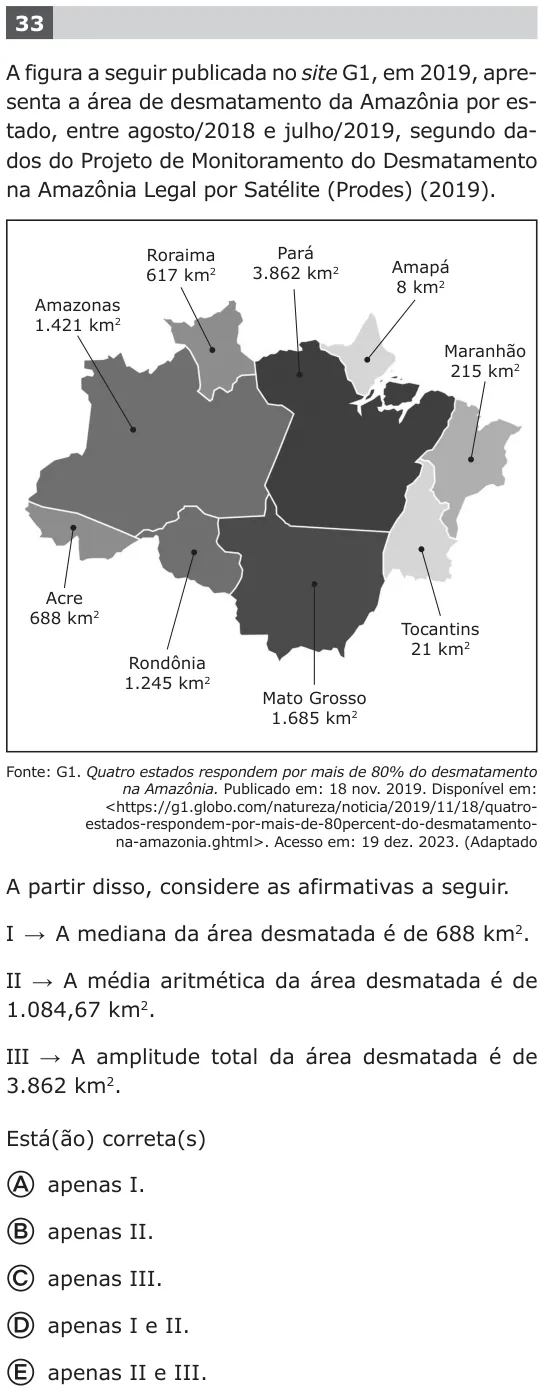 33
A figura a seguir publicada no site G1, em 2019, apre-
senta a área de desmatamento da Amazônia por es-
tado, entre agosto/2018 e julho/2019, segundo da-
dos do Projeto de Monitoramento do Desmatamento
na Amazônia Legal por Satélite (Prodes) (2019).
Roraima
617 km²
Pará
3.862 km²
Amapá
8 km²
Amazonas
1.421 km²
Maranhão
215 km²
Acre
688 km²
Rondônia
1.245 km²
Mato Grosso
1.685 km²
Tocantins
21 km²
Fonte: G1. Quatro estados respondem por mais de 80% do desmatamento
na Amazônia. Publicado em: 18 nov. 2019. Disponível em:
<https://g1.globo.com/natureza/noticia/2019/11/18/quatro-
estados-respondem-por-mais-de-80percent-do-desmatamento-
na-amazonia.ghtml>. Acesso em: 19 dez. 2023. (Adaptado
A partir disso, considere as afirmativas a seguir.
I → A mediana da área desmatada é de 688 km².
II → A média aritmética da área desmatada é de
1.084,67 km².
III → A amplitude total da área desmatada é de
3.862 km².
Está(ão) correta(s)
A apenas I.
B apenas II.
C apenas III.
D apenas I e II.
E apenas II e III.